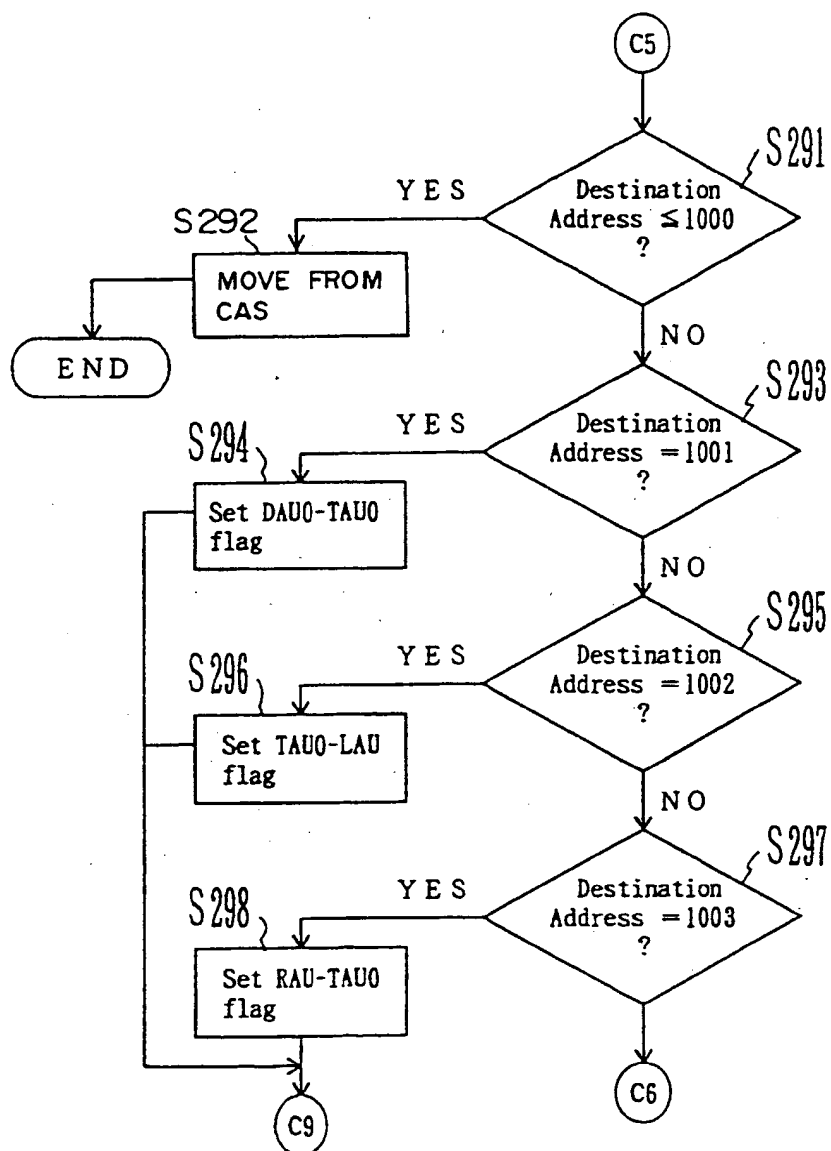 C5
S291
Destination
Address ≦1000
?
YES
S292
MOVE FROM
CAS
END
NO
S293
Destination
Address =1001
?
YES
S294
Set DAU0-TAU0
flag
NO
S295
Destination
Address =1002
?
YES
S296
Set TAU0-LAU
flag
NO
S297
Destination
Address =1003
?
YES
S298
Set RAU-TAU0
flag
C9
C6